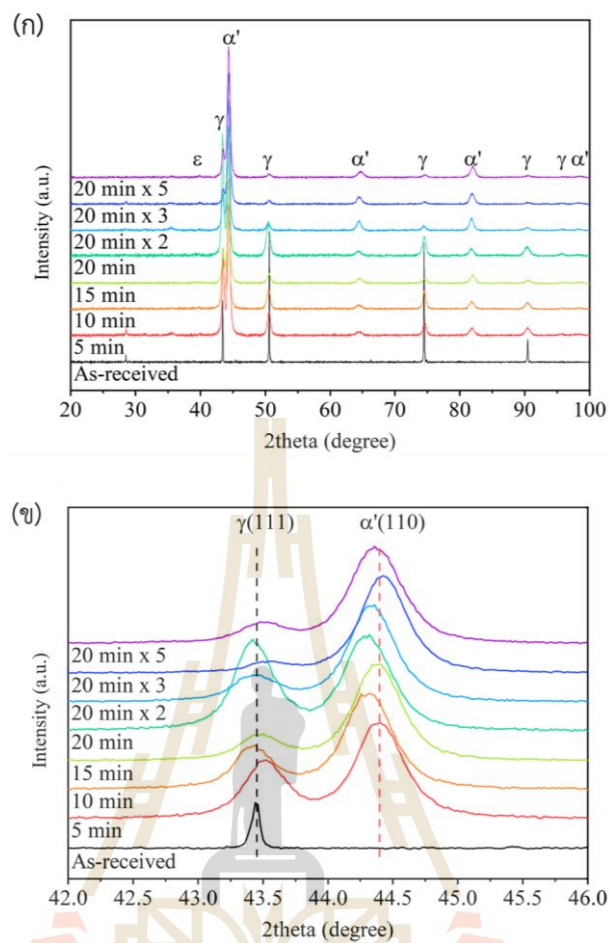 (ก)
α'
γ
ε
γ
α'
γ
α'
γ
γ α'
20 min x 5
20 min x 3
20 min x 2
20 min
15 min
10 min
5 min
As-received
Intensity (a.u.)
20 30 40 50 60 70 80 90 100
2theta (degree)
(ข)
γ(111) α'(110)
20 min x 5
20 min x 3
20 min x 2
20 min
15 min
10 min
5 min
As-received
Intensity (a.u.)
42.0 42.5 43.0 43.5 44.0 44.5 45.0 45.5 46.0
2theta (degree)